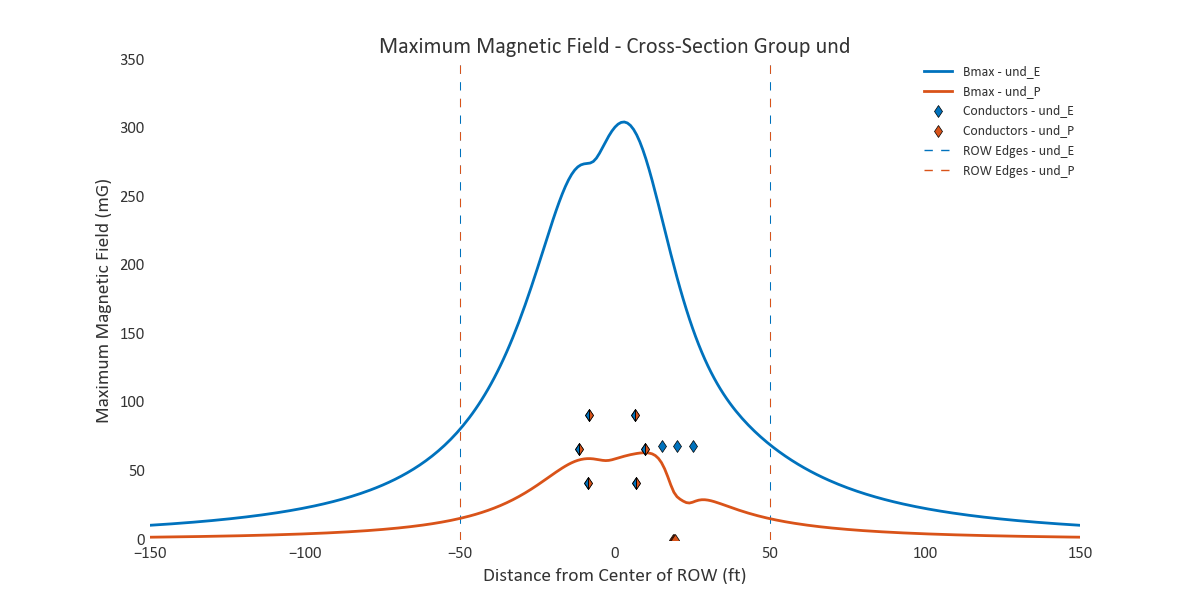 Maximum Magnetic Field - Cross-Section Group und
350
300
250
200
150
100
50
0
Maximum Magnetic Field (mG)
−150
−100
−50
0
50
100
150
Distance from Center of ROW (ft)
Bmax - und_E
Bmax - und_P
Conductors - und_E
Conductors - und_P
ROW Edges - und_E
ROW Edges - und_P